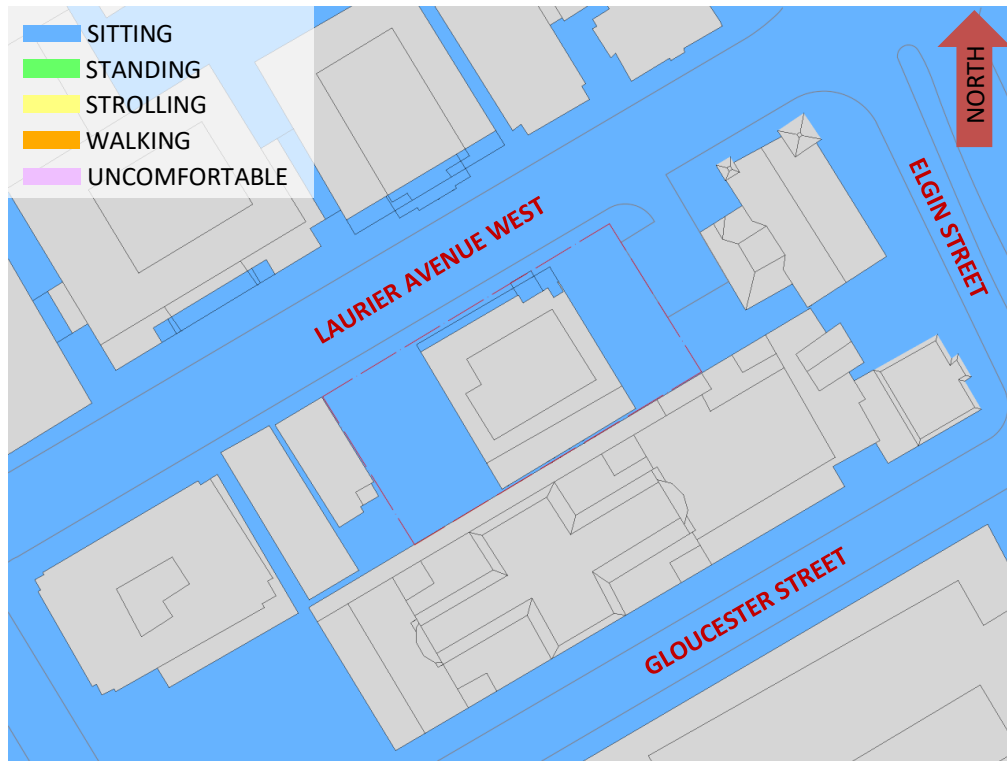 SITTING
STANDING
STROLLING
WALKING
UNCOMFORTABLE
NORTH
LAURIER AVENUE WEST
ELGIN STREET
GLOUCESTER STREET